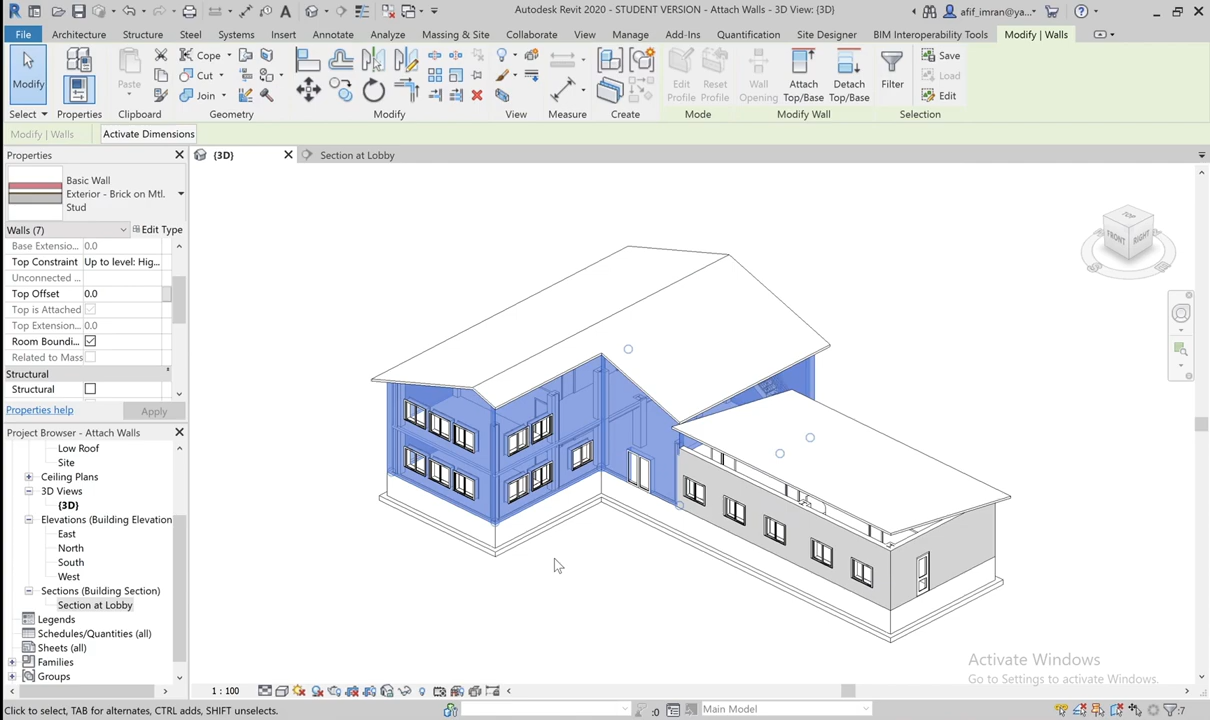 Autodesk Revit 2020 - STUDENT VERSION - Attach Walls - 3D View: {3D}
afif_imran@ya...
File Architecture Structure Steel Systems Insert Annotate Analyze Massing & Site Collaborate View Manage Add-Ins Quantification Site Designer BIM Interoperability Tools Modify | Walls
Modify
Paste
Cope
Cut
Join
Edit Profile
Reset Profile
Wall Opening
Attach Top/Base
Detach Top/Base
Filter
Save
Load
Edit
Select Properties Clipboard Geometry Modify View Measure Create Mode Modify Wall Selection
Modify | Walls Activate Dimensions
Properties
{3D} Section at Lobby
Basic Wall
Exterior - Brick on Mtl.
Stud
Walls (7) Edit Type
Base Extensio... 0.0
Top Constraint Up to level: Hig...
Unconnected ...
Top Offset 0.0
Top is Attached
Top Extension... 0.0
Room Boundi...
Related to Mass
Structural
Structural
Properties help Apply
TOP
FRONT RIGHT
Project Browser - Attach Walls
Low Roof
Site
Ceiling Plans
3D Views
{3D}
Elevations (Building Elevation
East
North
South
West
Sections (Building Section)
Section at Lobby
Legends
Schedules/Quantities (all)
Sheets (all)
Families
Groups
Activate Windows
Go to Settings to activate Windows.
1 : 100
Click to select, TAB for alternates, CTRL adds, SHIFT unselects. :0 Main Model :7